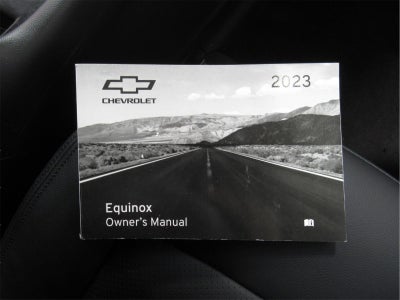 2023
CHEVROLET
Equinox
Owner's Manual